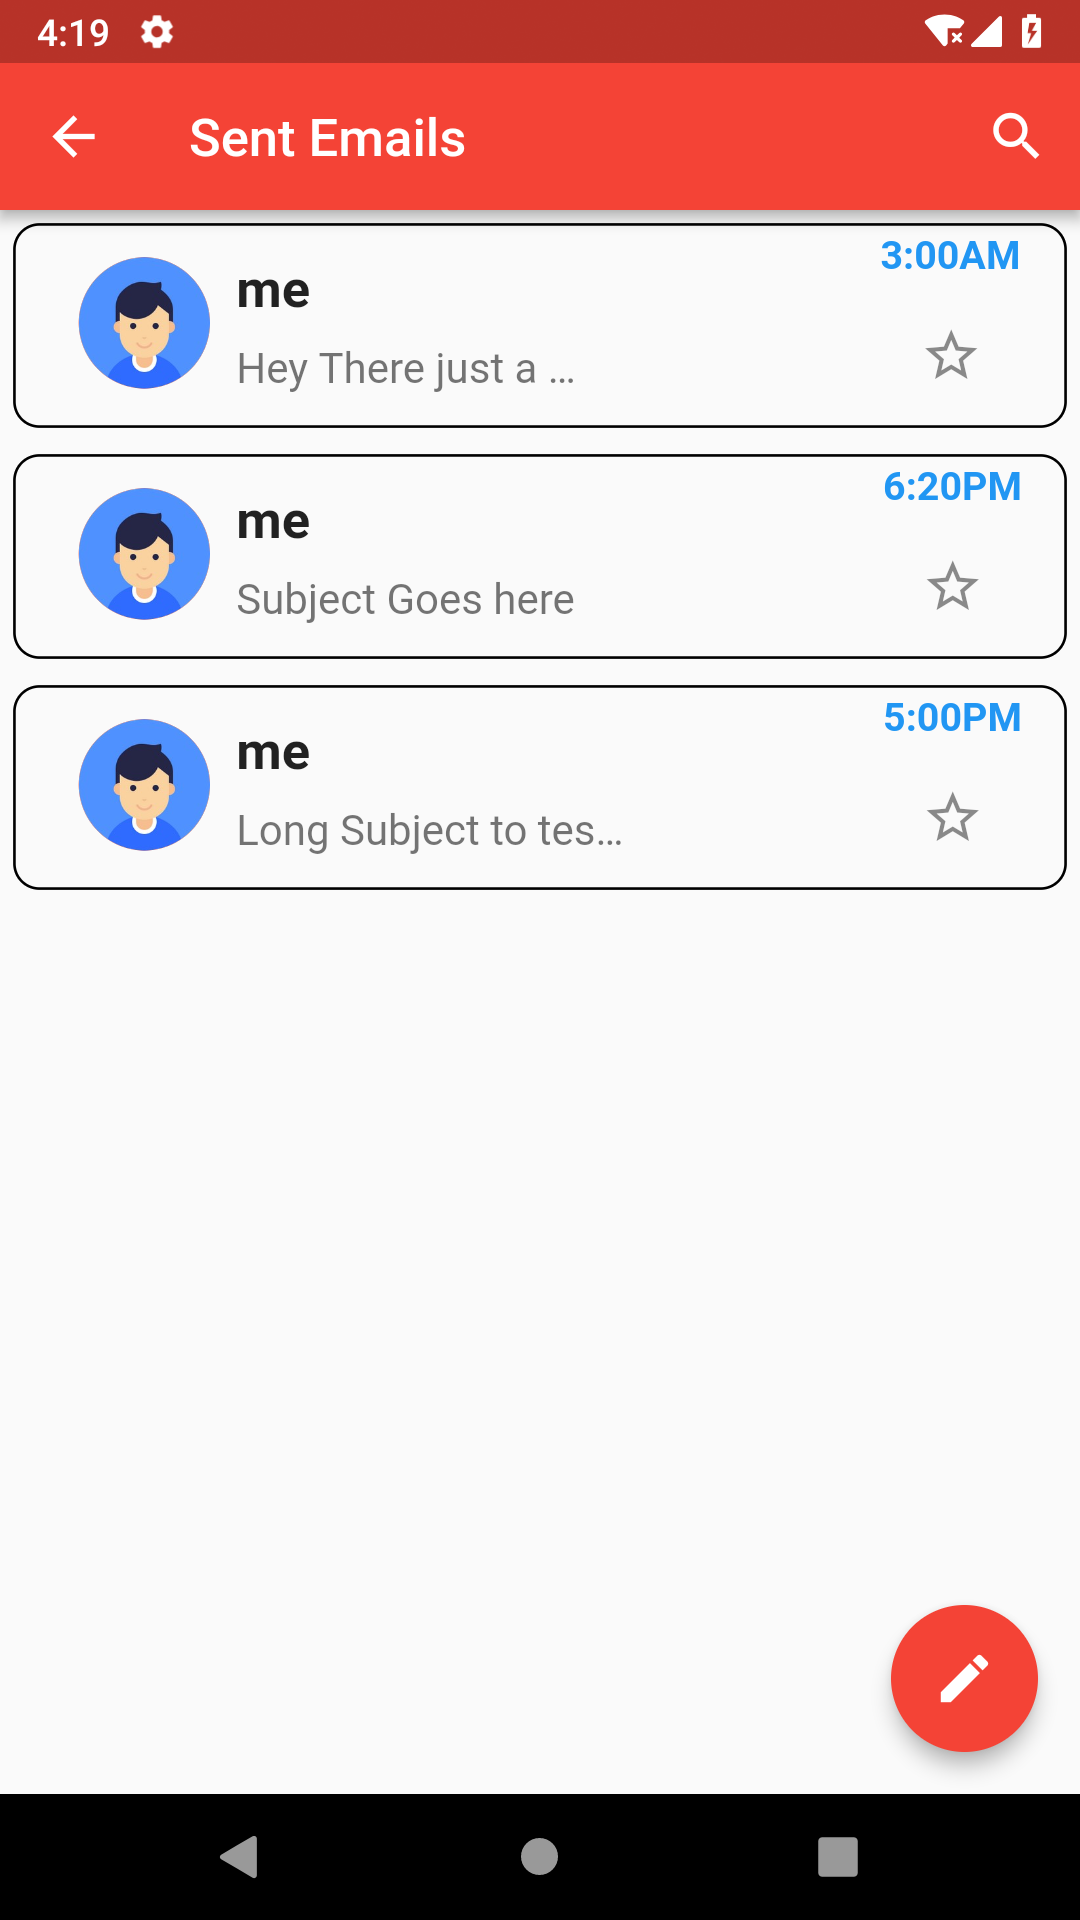 4:19
Sent Emails
3:00AM
me
Hey There just a ...
6:20PM
me
Subject Goes here
5:00PM
me
Long Subject to tes...